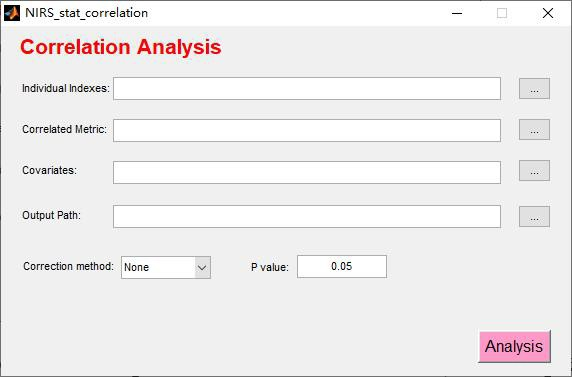 NIRS_stat_correlation
Correlation Analysis
Individual Indexes: ...
Correlated Metric: ...
Covariates: ...
Output Path: ...
Correction method: None P value: 0.05
Analysis